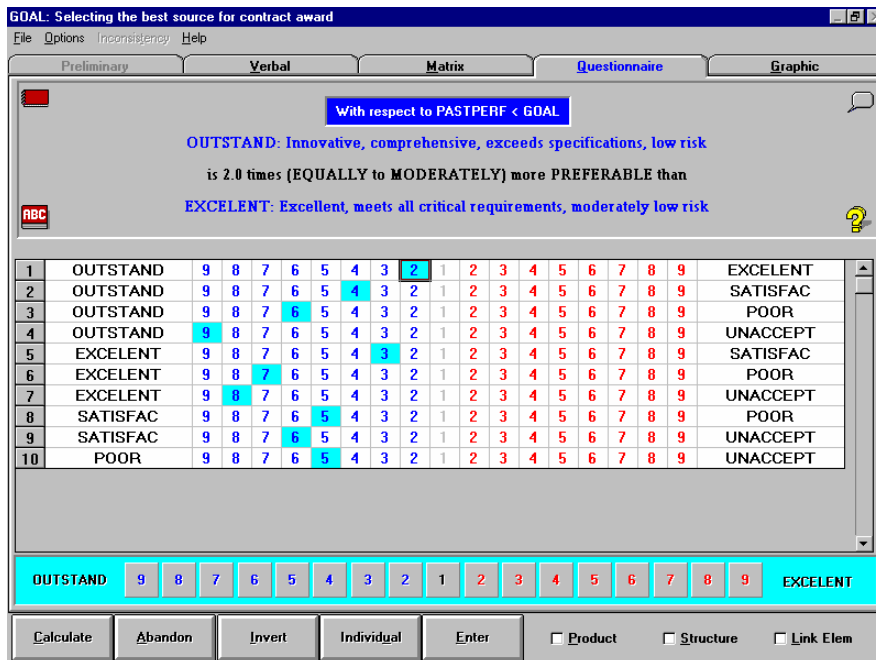 GOAL: Selecting the best source for contract award
File Options Inconsistency Help
Preliminary Verbal Matrix Questionnaire Graphic
With respect to PASTPERF < GOAL
OUTSTAND: Innovative, comprehensive, exceeds specifications, low risk
is 2.0 times (EQUALLY to MODERATELY) more PREFERABLE than
ABC
EXCELENT: Excellent, meets all critical requirements, moderately low risk
1 OUTSTAND 9 8 7 6 5 4 3 2 1 2 3 4 5 6 7 8 9 EXCELENT
2 OUTSTAND 9 8 7 6 5 4 3 2 1 2 3 4 5 6 7 8 9 SATISFAC
3 OUTSTAND 9 8 7 6 5 4 3 2 1 2 3 4 5 6 7 8 9 POOR
4 OUTSTAND 9 8 7 6 5 4 3 2 1 2 3 4 5 6 7 8 9 UNACCEPT
5 EXCELENT 9 8 7 6 5 4 3 2 1 2 3 4 5 6 7 8 9 SATISFAC
6 EXCELENT 9 8 7 6 5 4 3 2 1 2 3 4 5 6 7 8 9 POOR
7 EXCELENT 9 8 7 6 5 4 3 2 1 2 3 4 5 6 7 8 9 UNACCEPT
8 SATISFAC 9 8 7 6 5 4 3 2 1 2 3 4 5 6 7 8 9 POOR
9 SATISFAC 9 8 7 6 5 4 3 2 1 2 3 4 5 6 7 8 9 UNACCEPT
10 POOR 9 8 7 6 5 4 3 2 1 2 3 4 5 6 7 8 9 UNACCEPT
OUTSTAND 9 8 7 6 5 4 3 2 1 2 3 4 5 6 7 8 9 EXCELENT
Calculate Abandon Invert Individual Enter Product Structure Link Elem